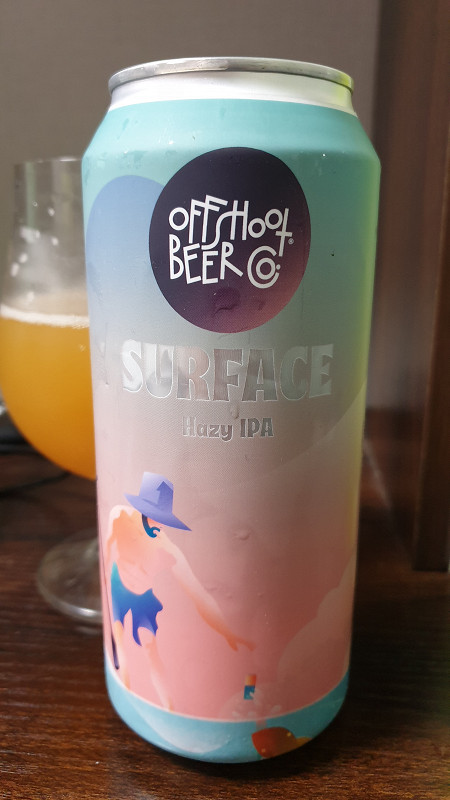 OFFSHOOT®
BEER CO:
SURFACE
Hazy IPA